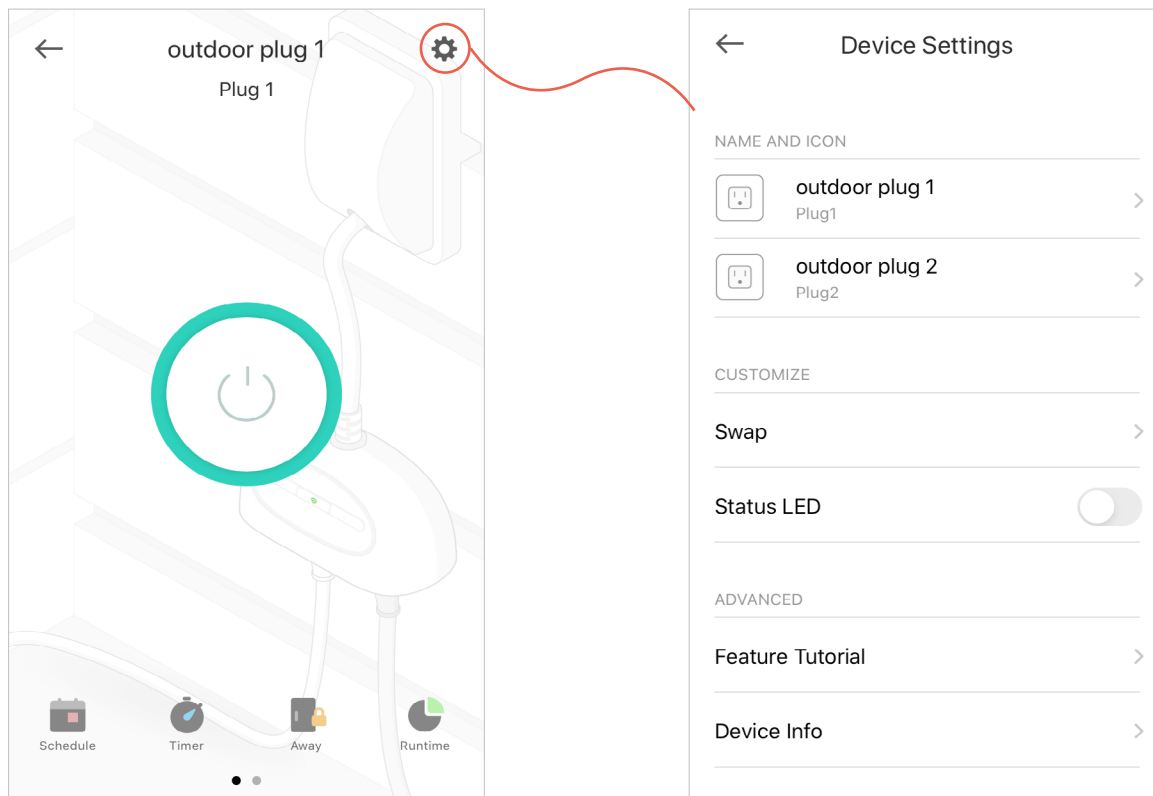 outdoor plug 1
Plug 1
Schedule
Timer
Away
Runtime
Device Settings
NAME AND ICON
outdoor plug 1
Plug1
outdoor plug 2
Plug2
CUSTOMIZE
Swap
Status LED
ADVANCED
Feature Tutorial
Device Info